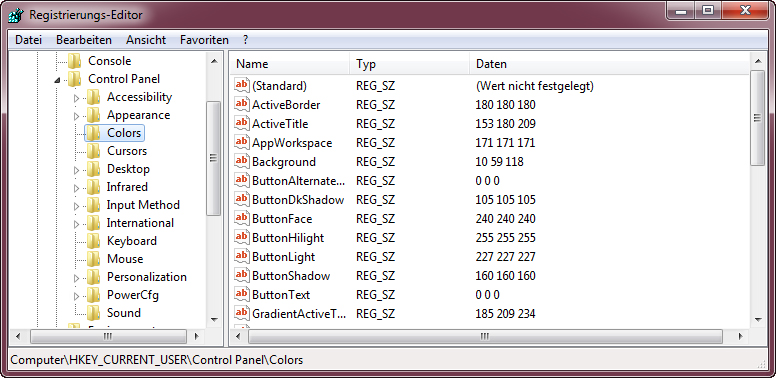 Registrierungs-Editor
Datei Bearbeiten Ansicht Favoriten ?
Console
Control Panel
Accessibility
Appearance
Colors
Cursors
Desktop
Infrared
Input Method
International
Keyboard
Mouse
Personalization
PowerCfg
Sound
Name Typ Daten
(Standard) REG_SZ (Wert nicht festgelegt)
ActiveBorder REG_SZ 180 180 180
ActiveTitle REG_SZ 153 180 209
AppWorkspace REG_SZ 171 171 171
Background REG_SZ 10 59 118
ButtonAlternate... REG_SZ 0 0 0
ButtonDkShadow REG_SZ 105 105 105
ButtonFace REG_SZ 240 240 240
ButtonHilight REG_SZ 255 255 255
ButtonLight REG_SZ 227 227 227
ButtonShadow REG_SZ 160 160 160
ButtonText REG_SZ 0 0 0
GradientActiveT... REG_SZ 185 209 234
Computer\HKEY_CURRENT_USER\Control Panel\Colors